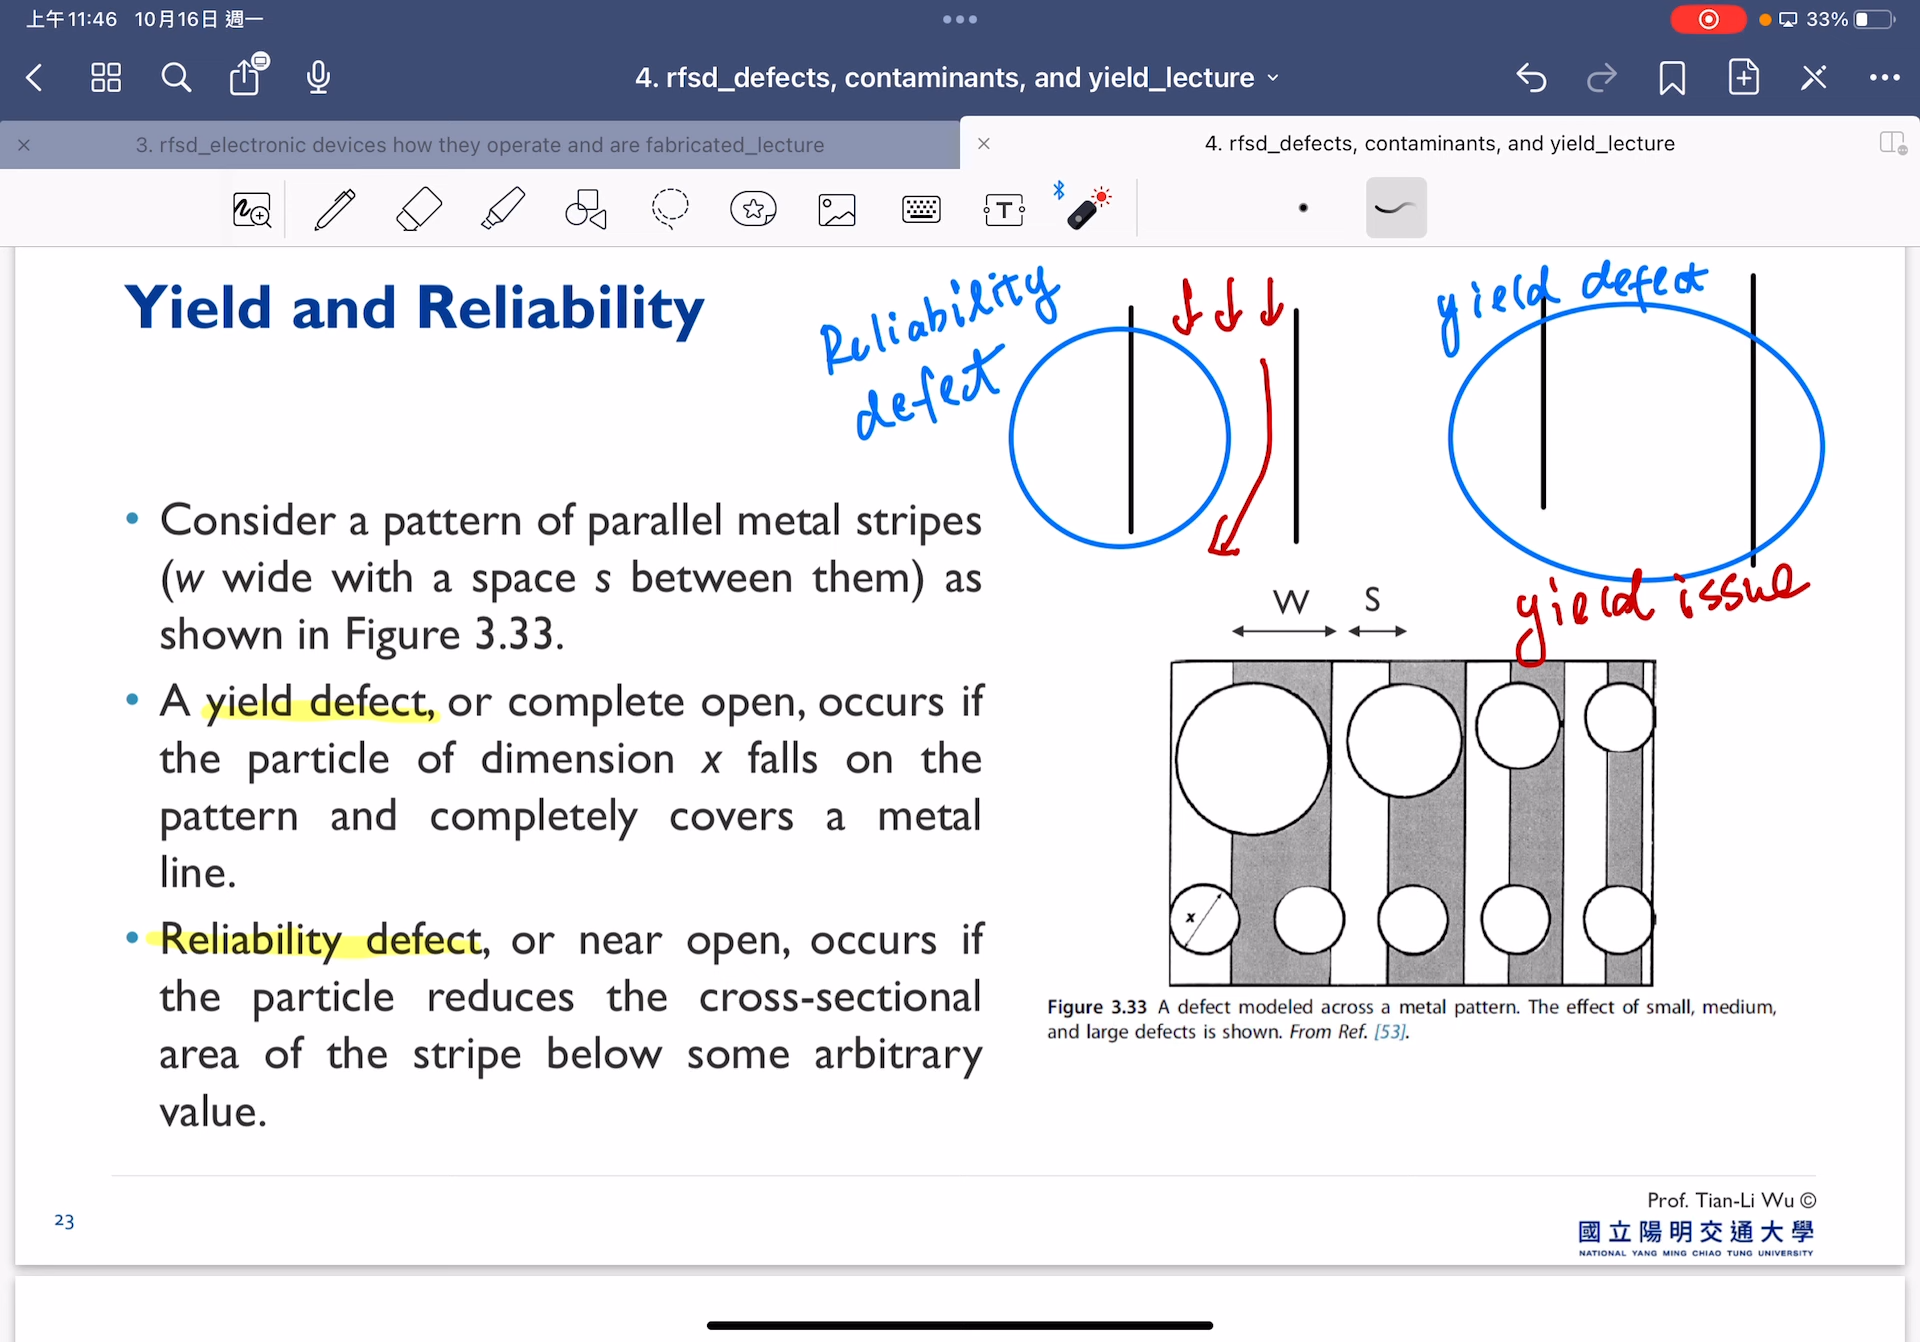 上午11:46 10月16日 週一
33%
4. rfsd_defects, contaminants, and yield_lecture
3. rfsd_electronic devices how they operate and are fabricated_lecture
4. rfsd_defects, contaminants, and yield_lecture
T
Yield and Reliability
Reliability
defect
yield defect
yield issue
• Consider a pattern of parallel metal stripes
(w wide with a space s between them) as
shown in Figure 3.33.
• A yield defect, or complete open, occurs if
the particle of dimension x falls on the
pattern and completely covers a metal
line.
• Reliability defect, or near open, occurs if
the particle reduces the cross-sectional
area of the stripe below some arbitrary
value.
W S
x
Figure 3.33 A defect modeled across a metal pattern. The effect of small, medium,
and large defects is shown. From Ref. [53].
23
Prof. Tian-Li Wu ©
國立陽明交通大學
NATIONAL YANG MING CHIAO TUNG UNIVERSITY